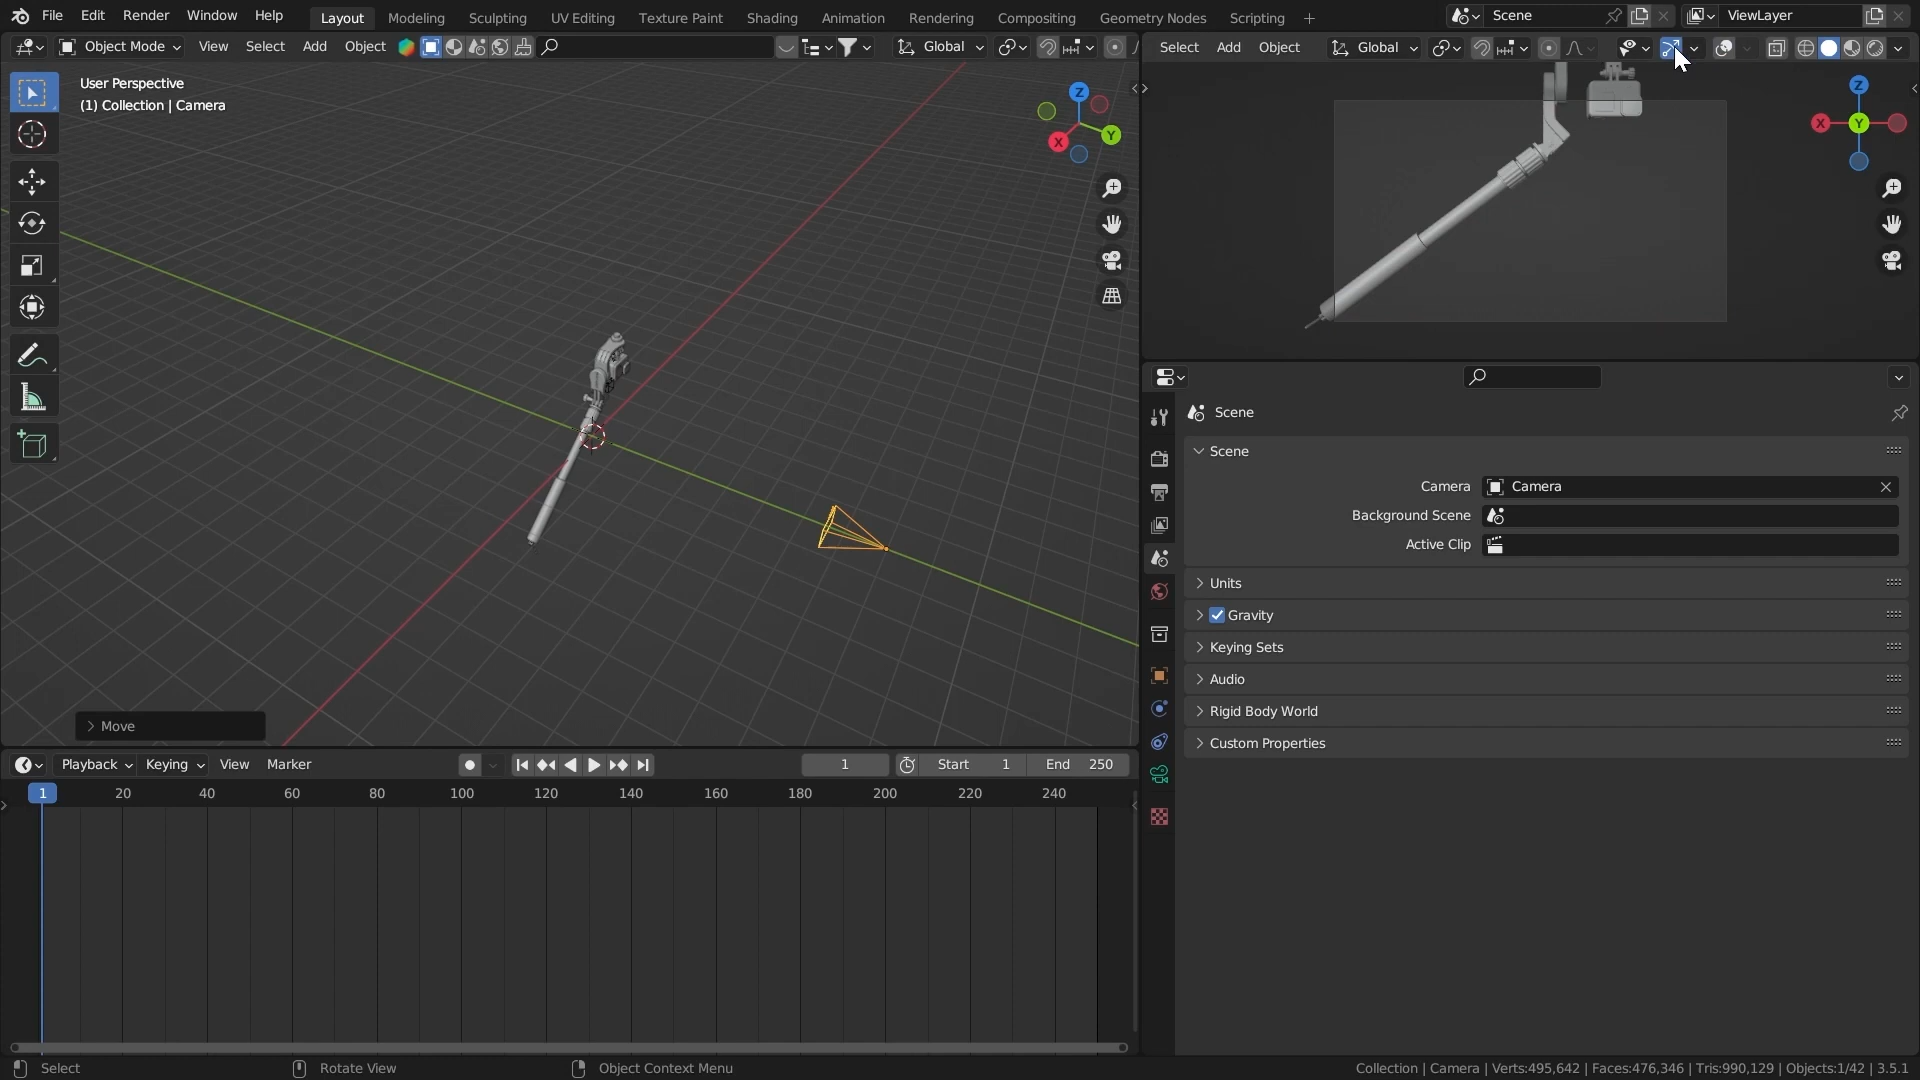 File Edit Render Window Help Layout Modeling Sculpting UV Editing Texture Paint Shading Animation Rendering Compositing Geometry Nodes Scripting + Scene ViewLayer
Object Mode View Select Add Object Global Select Add Object Global
User Perspective
(1) Collection | Camera
Z
Y
X
Z
X
Y
Scene
Scene
Camera Camera
Background Scene
Active Clip
Units
Gravity
Keying Sets
Audio
Rigid Body World
Custom Properties
Move
Playback Keying View Marker 1 Start 1 End 250
1 20 40 60 80 100 120 140 160 180 200 220 240
Select Rotate View Object Context Menu Collection | Camera | Verts:495,642 | Faces:476,346 | Tris:990,129 | Objects:1/42 | 3.5.1